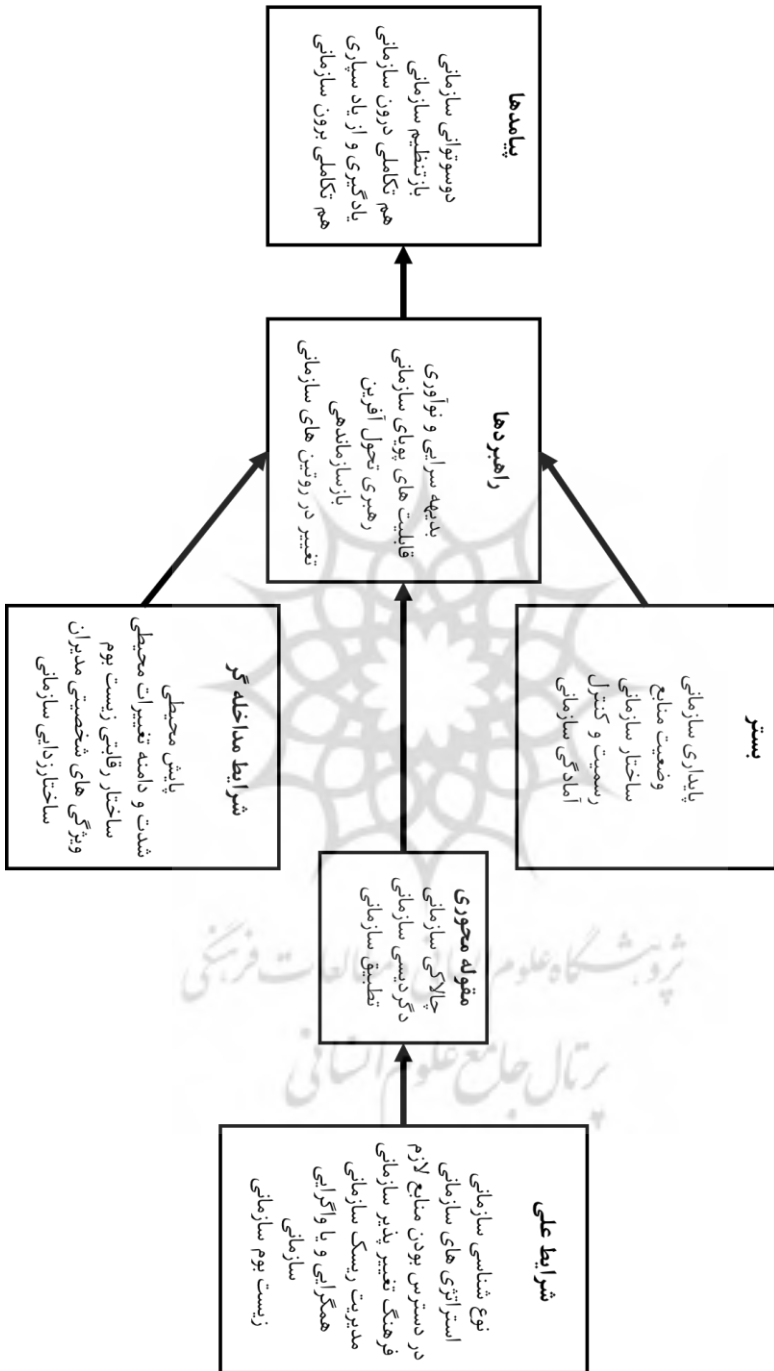 شرایط علی
نوع شناسی سازمانی
استراتژی های سازمانی
در دسترس بودن منابع لازم
فرهنگ تغییر پذیر سازمانی
مدیریت ریسک سازمانی
همگرایی و یا واگرایی
سازمانی
زیست بوم سازمانی
مقوله محوری
چالاکی سازمانی
دگردیسی سازمانی
تطبیق سازمانی
بستر
پایداری سازمانی
وضعیت منابع
ساختار سازمانی
رسمیت و کنترل
آمادگی سازمانی
شرایط مداخله گر
پایش محیطی
شدت و دامنه تغییرات محیطی
ساختار رقابتی زیست بوم
ویژگی های شخصیتی مدیران
ساختارزدایی سازمانی
راهبردها
بدیهه سرایی و نوآوری
قابلیت های پویای سازمانی
رهبری تحول آفرین
بازسازماندهی
تغییر در روتین های سازمانی
پیامدها
دوسوتوانی سازمانی
بازتنظیم سازمانی
هم تکاملی درون سازمانی
یادگیری و از یاد سپاری
هم تکاملی برون سازمانی
پژوهشگاه علوم انسانی و مطالعات فرهنگی
پرتال جامع علوم انسانی